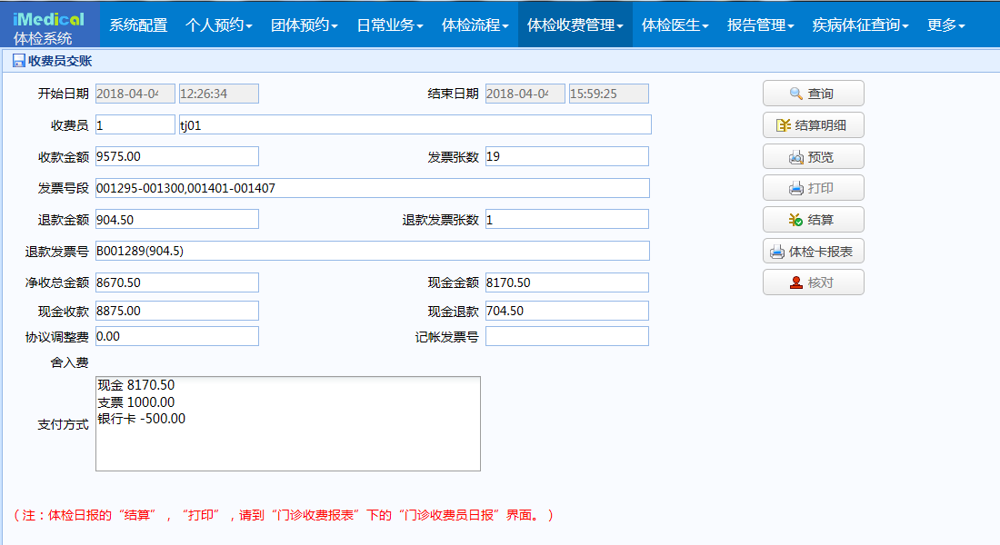 iMedical
体检系统
系统配置 个人预约 团体预约 日常业务 体检流程 体检收费管理 体检医生 报告管理 疾病体征查询 更多
收费员交账
开始日期 2018-04-04 12:26:34 结束日期 2018-04-04 15:59:25 查询
收费员 1 tj01 结算明细
收款金额 9575.00 发票张数 19 预览
发票号段 001295-001300,001401-001407 打印
退款金额 904.50 退款发票张数 1 结算
退款发票号 B001289(904.5) 体检卡报表
净收总金额 8670.50 现金金额 8170.50 核对
现金收款 8875.00 现金退款 704.50
协议调整费 0.00 记帐发票号
舍入费
支付方式
现金 8170.50
支票 1000.00
银行卡 -500.00
（注：体检日报的“结算”，“打印”，请到“门诊收费报表”下的“门诊收费员日报”界面。）